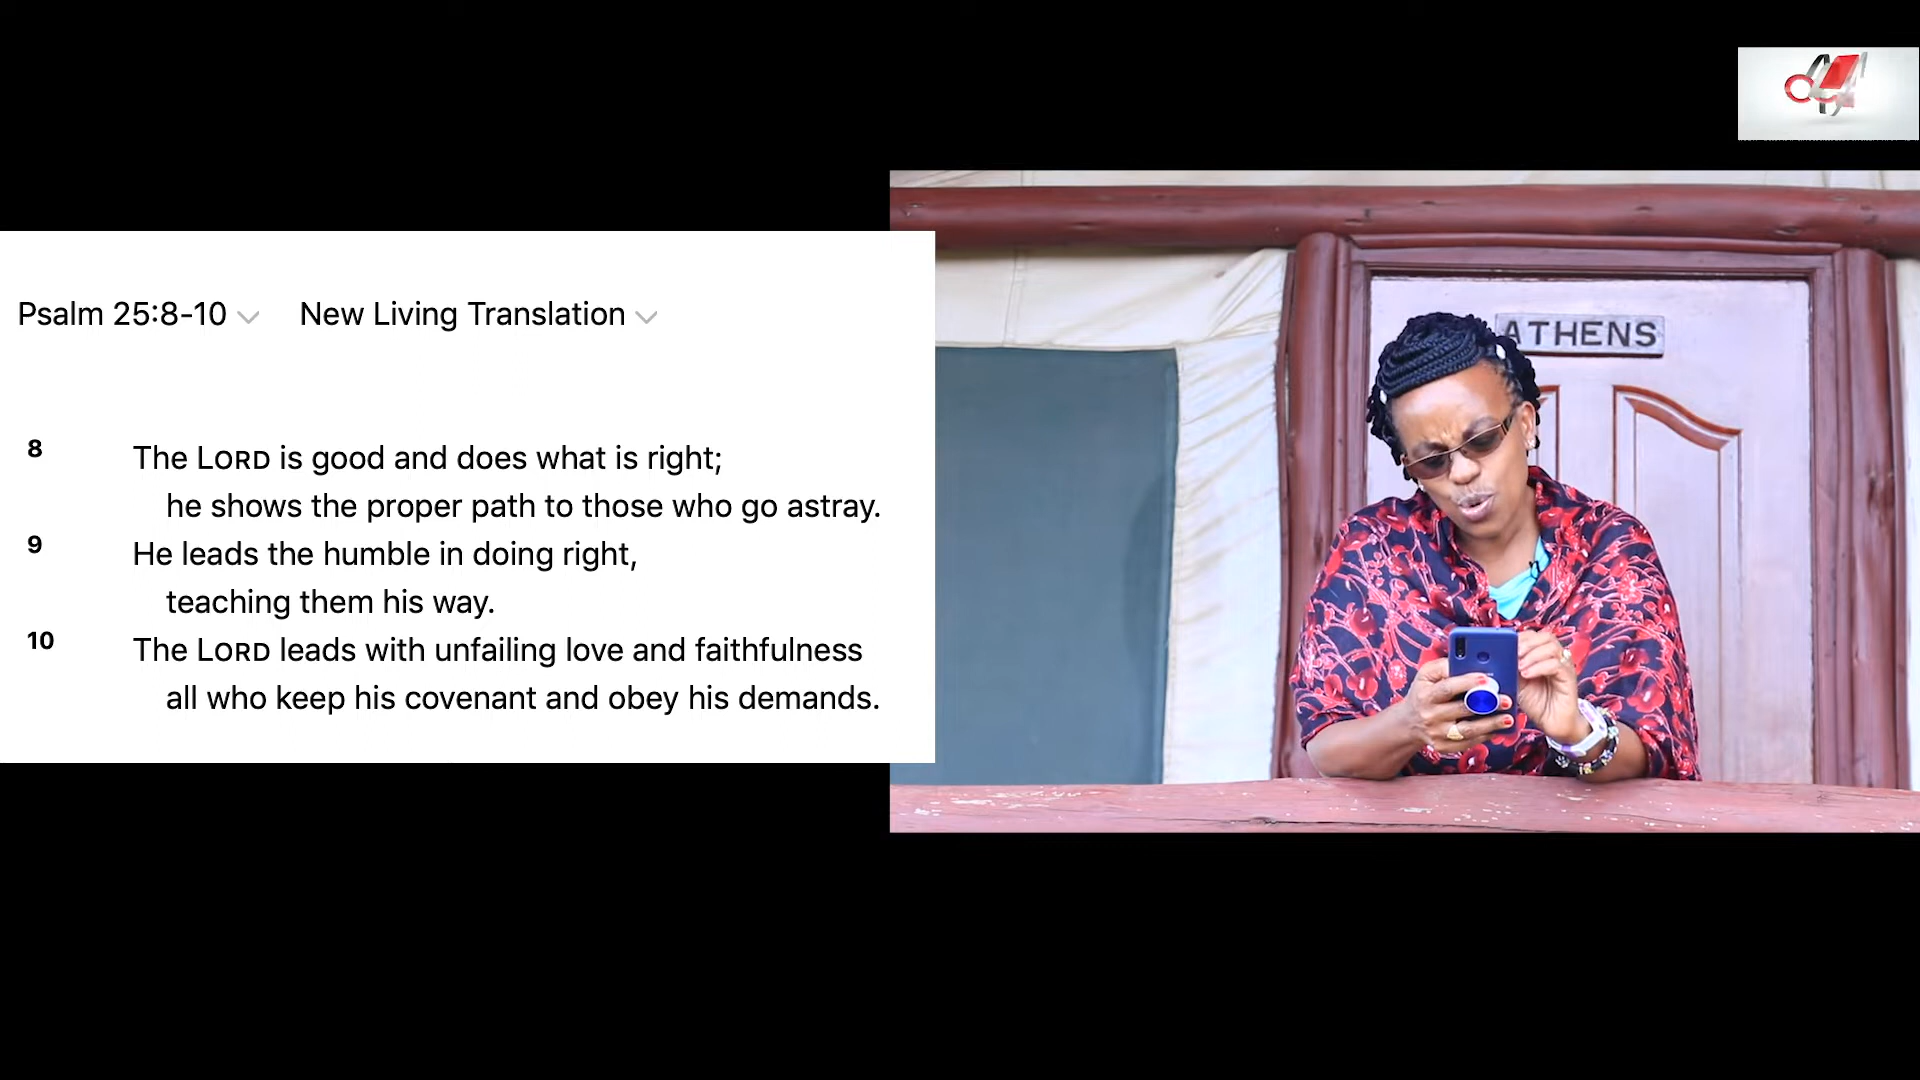 Psalm 25:8-10 New Living Translation
8 The LORD is good and does what is right;
he shows the proper path to those who go astray.
9 He leads the humble in doing right,
teaching them his way.
10 The LORD leads with unfailing love and faithfulness
all who keep his covenant and obey his demands.
ATHENS